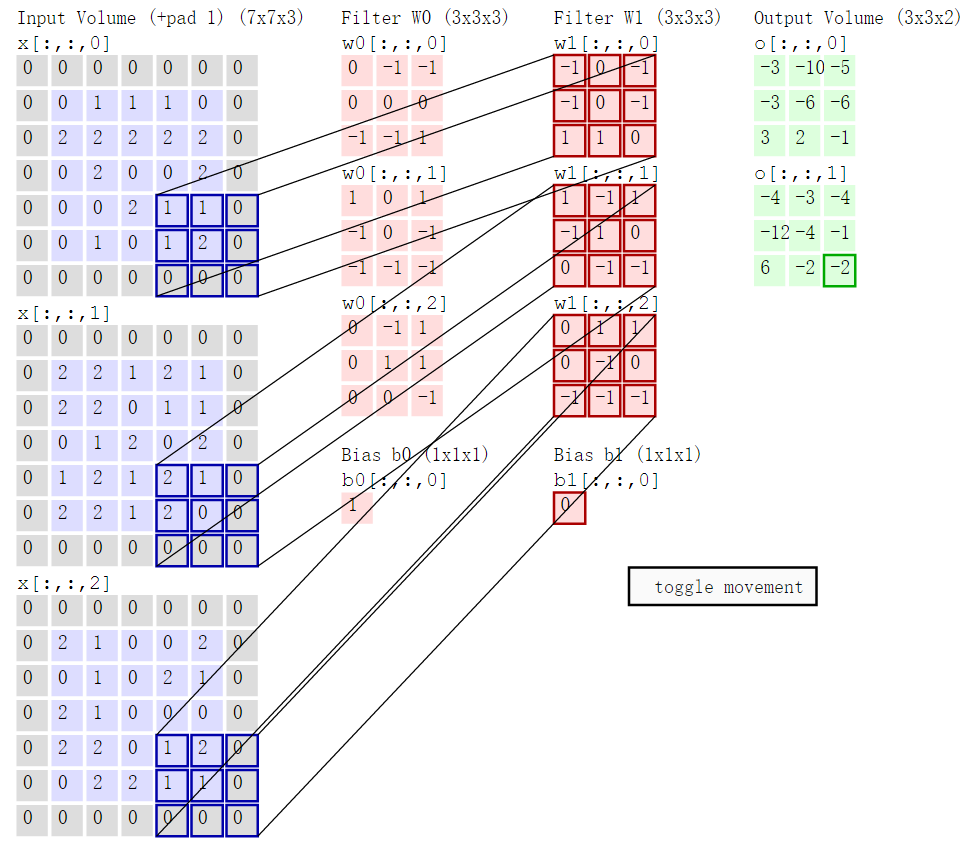 Input Volume (+pad 1) (7x7x3)
x[:,:,0]
0 0 0 0 0 0 0
0 0 1 1 1 0 0
0 2 2 2 2 2 0
0 0 2 0 0 2 0
0 0 0 2 1 1 0
0 0 1 0 1 2 0
0 0 0 0 0 0 0
x[:,:,1]
0 0 0 0 0 0 0
0 2 2 1 2 1 0
0 2 2 0 1 1 0
0 0 1 2 0 2 0
0 1 2 1 2 1 0
0 2 2 1 2 0 0
0 0 0 0 0 0 0
x[:,:,2]
0 0 0 0 0 0 0
0 2 1 0 0 2 0
0 0 1 0 2 1 0
0 2 1 0 0 0 0
0 2 2 0 1 2 0
0 0 2 2 1 1 0
0 0 0 0 0 0 0
Filter W0 (3x3x3)
w0[:,:,0]
0 -1 -1
0 0 0
-1 -1 1
w0[:,:,1]
1 0 1
-1 0 -1
-1 -1 -1
w0[:,:,2]
0 -1 1
0 1 1
0 0 -1
Bias b0 (1x1x1)
b0[:,:,0]
1
Filter W1 (3x3x3)
w1[:,:,0]
-1 0 -1
-1 0 -1
1 1 0
w1[:,:,1]
1 -1 1
-1 1 0
0 -1 -1
w1[:,:,2]
0 1 1
0 -1 0
-1 -1 -1
Bias b1 (1x1x1)
b1[:,:,0]
0
Output Volume (3x3x2)
o[:,:,0]
-3 -10 -5
-3 -6 -6
3 2 -1
o[:,:,1]
-4 -3 -4
-12 -4 -1
6 -2 -2
toggle movement